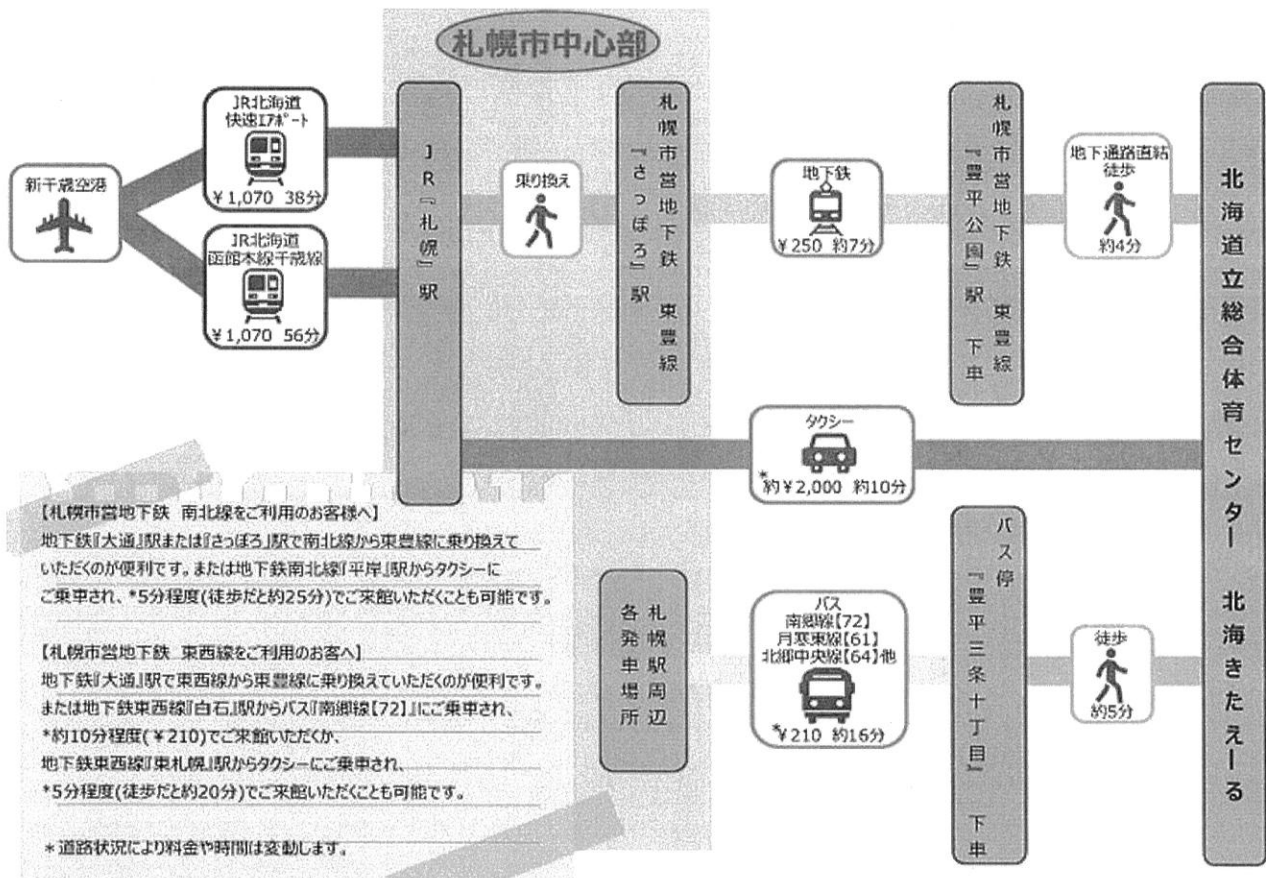 札幌市中心部
新千歳空港
JR北海道
快速エアポート
¥1,070 38分
JR北海道
函館本線千歳線
¥1,070 56分
JR『札幌』駅
乗り換え
札幌市営地下鉄 東豊線
『さっぽろ』駅
地下鉄
¥250 約7分
札幌市営地下鉄 東豊線
『豊平公園』駅 下車
地下通路直結
徒歩
約4分
北海道立総合体育センター 北海きたえーる
タクシー
*約¥2,000 約10分
札幌駅周辺
各発車場所
バス
南郷線【72】
月寒東線【61】
北郷中央線【64】他
*¥210 約16分
バス停
『豊平三条十丁目』 下車
徒歩
約5分
【札幌市営地下鉄 南北線をご利用のお客様へ】
地下鉄『大通』駅または『さっぽろ』駅で南北線から東豊線に乗り換えて
いただくのが便利です。または地下鉄南北線『平岸』駅からタクシーに
ご乗車され、*5分程度(徒歩だと約25分)でご来館いただくことも可能です。
【札幌市営地下鉄 東西線をご利用のお客へ】
地下鉄『大通』駅で東西線から東豊線に乗り換えていただくのが便利です。
または地下鉄東西線『白石』駅からバス『南郷線【72】』にご乗車され、
*約10分程度(¥210)でご来館いただくか、
地下鉄東西線『東札幌』駅からタクシーにご乗車され、
*5分程度(徒歩だと約20分)でご来館いただくことも可能です。
*道路状況により料金や時間は変動します。